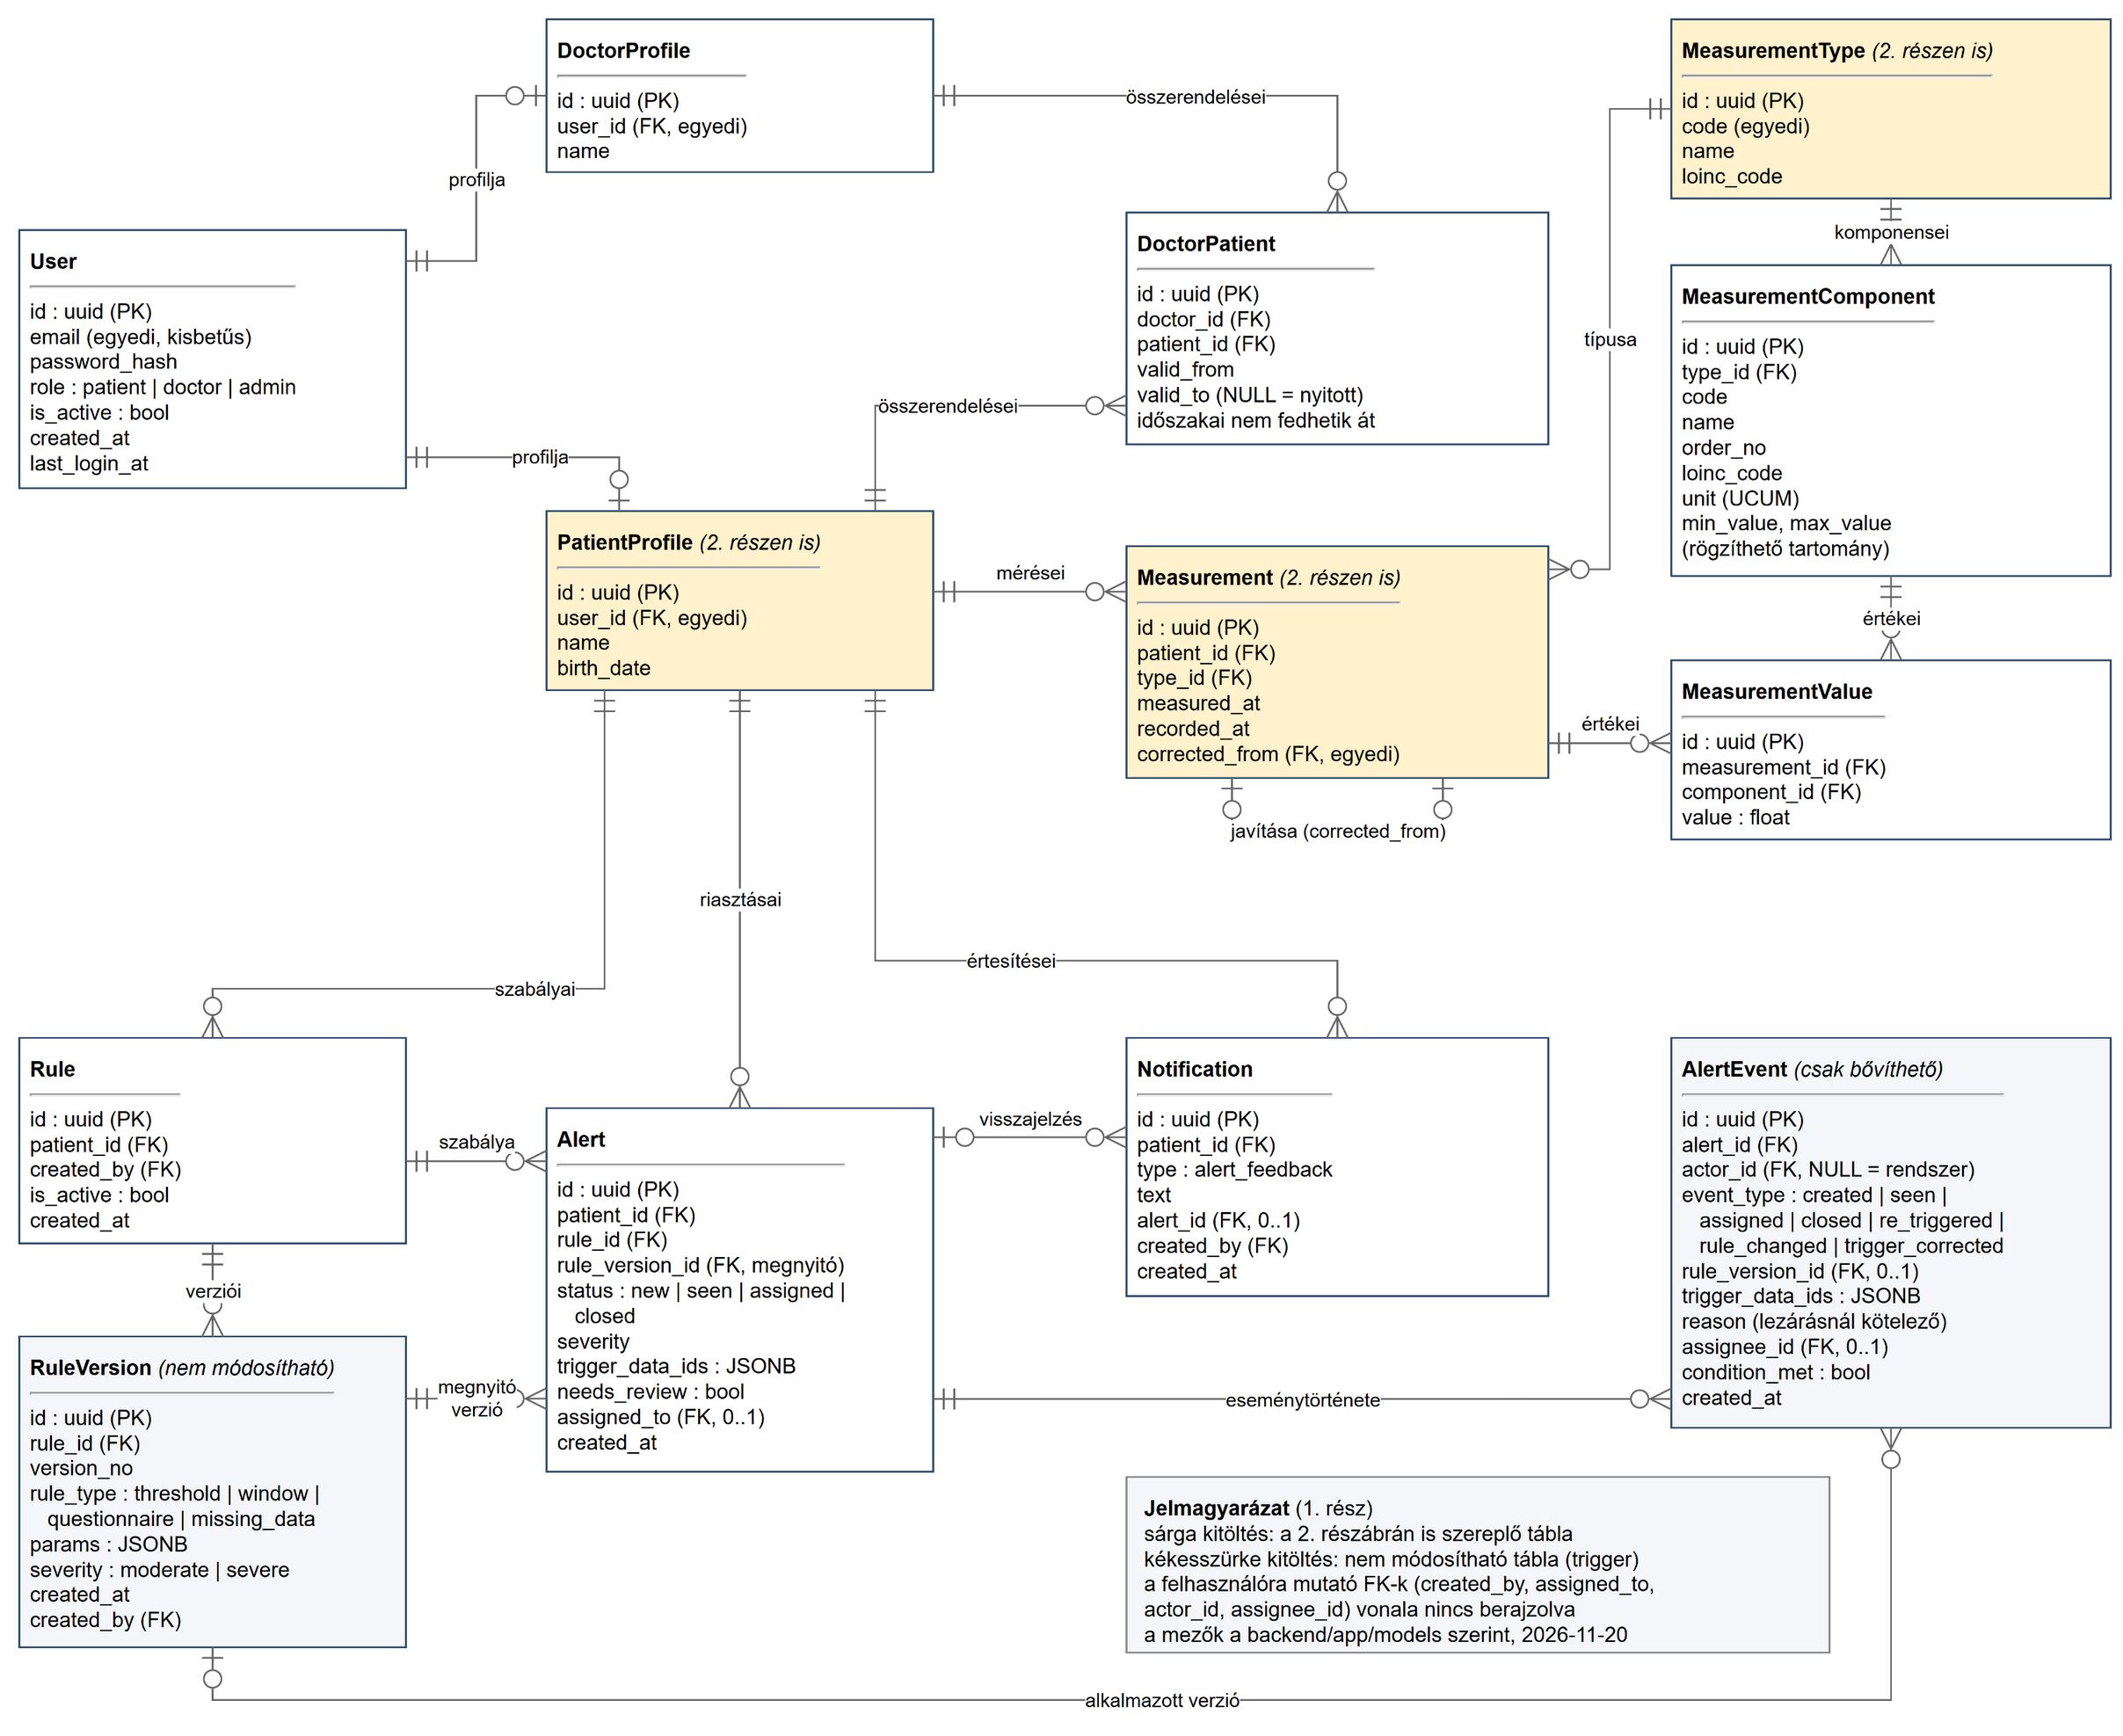 DoctorProfile
id : uuid (PK)
user_id (FK, egyedi)
name
MeasurementType (2. részen is)
id : uuid (PK)
code (egyedi)
name
loinc_code
összerendelései
profilja
komponensei
User
id : uuid (PK)
email (egyedi, kisbetűs)
password_hash
role : patient | doctor | admin
is_active : bool
created_at
last_login_at
DoctorPatient
id : uuid (PK)
doctor_id (FK)
patient_id (FK)
valid_from
valid_to (NULL = nyitott)
időszakai nem fedhetik át
típusa
MeasurementComponent
id : uuid (PK)
type_id (FK)
code
name
order_no
loinc_code
unit (UCUM)
min_value, max_value
(rögzíthető tartomány)
összerendelései
profilja
PatientProfile (2. részen is)
id : uuid (PK)
user_id (FK, egyedi)
name
birth_date
mérései
Measurement (2. részen is)
id : uuid (PK)
patient_id (FK)
type_id (FK)
measured_at
recorded_at
corrected_from (FK, egyedi)
értékei
értékei
MeasurementValue
id : uuid (PK)
measurement_id (FK)
component_id (FK)
value : float
javítása (corrected_from)
riasztásai
értesítései
szabályai
Rule
id : uuid (PK)
patient_id (FK)
created_by (FK)
is_active : bool
created_at
szabálya
Alert
id : uuid (PK)
patient_id (FK)
rule_id (FK)
rule_version_id (FK, megnyitó)
status : new | seen | assigned |
closed
severity
trigger_data_ids : JSONB
needs_review : bool
assigned_to (FK, 0..1)
created_at
visszajelzés
Notification
id : uuid (PK)
patient_id (FK)
type : alert_feedback
text
alert_id (FK, 0..1)
created_by (FK)
created_at
AlertEvent (csak bővíthető)
id : uuid (PK)
alert_id (FK)
actor_id (FK, NULL = rendszer)
event_type : created | seen |
assigned | closed | re_triggered |
rule_changed | trigger_corrected
rule_version_id (FK, 0..1)
trigger_data_ids : JSONB
reason (lezárásnál kötelező)
assignee_id (FK, 0..1)
condition_met : bool
created_at
verziói
RuleVersion (nem módosítható)
id : uuid (PK)
rule_id (FK)
version_no
rule_type : threshold | window |
questionnaire | missing_data
params : JSONB
severity : moderate | severe
created_at
created_by (FK)
megnyitó
verzió
eseménytörténete
Jelmagyarázat (1. rész)
sárga kitöltés: a 2. részábrán is szereplő tábla
kékesszürke kitöltés: nem módosítható tábla (trigger)
a felhasználóra mutató FK-k (created_by, assigned_to,
actor_id, assignee_id) vonala nincs berajzolva
a mezők a backend/app/models szerint, 2026-11-20
alkalmazott verzió